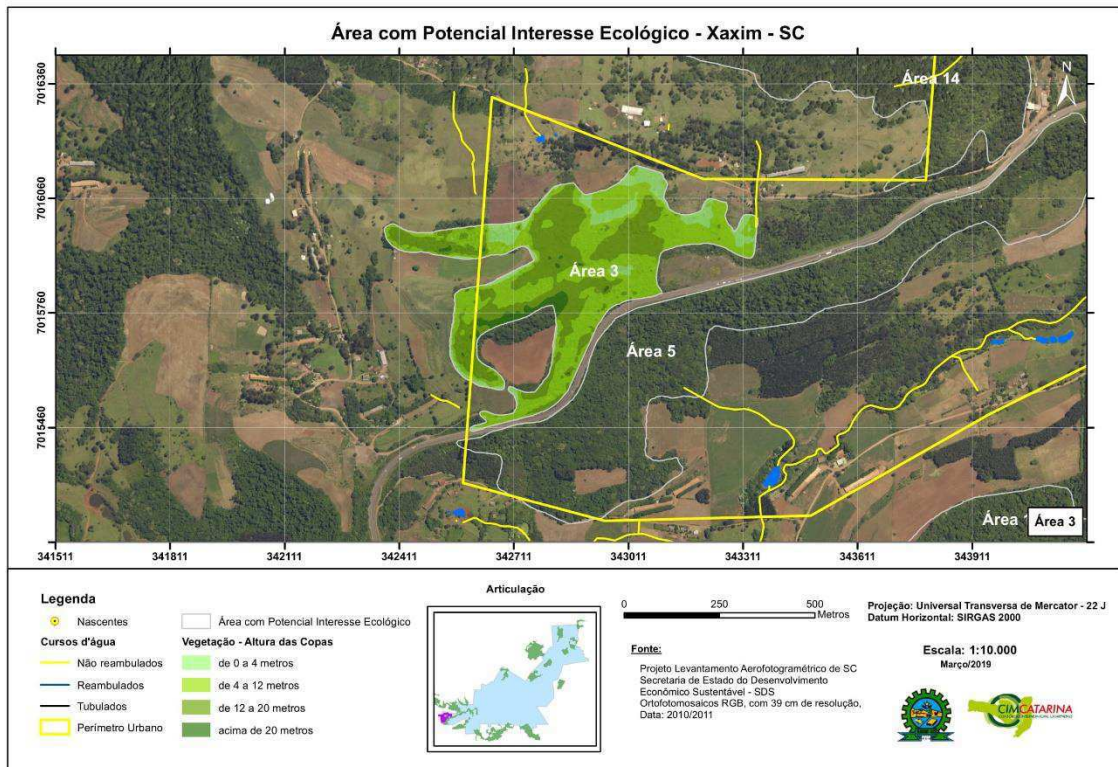 Área com Potencial Interesse Ecológico - Xaxim - SC
Área 14
N
Área 3
Área 5
Área 1
Área 3
7016360
7016060
7015760
7015460
341511
341811
342111
342411
342711
343011
343311
343611
343911
Legenda
Nascentes
Cursos d'água
Não reambulados
Reambulados
Tubulados
Perímetro Urbano
Área com Potencial Interesse Ecológico
Vegetação - Altura das Copas
de 0 a 4 metros
de 4 a 12 metros
de 12 a 20 metros
acima de 20 metros
Articulação
0 250 500
Metros
Fonte:
Projeto Levantamento Aerofotogramétrico de SC
Secretaria de Estado do Desenvolvimento
Econômico Sustentável - SDS
Ortofotomosaicos RGB, com 39 cm de resolução,
Data: 2010/2011
Projeção: Universal Transversa de Mercator - 22 J
Datum Horizontal: SIRGAS 2000
Escala: 1:10.000
Março/2019
CIMCATARINA